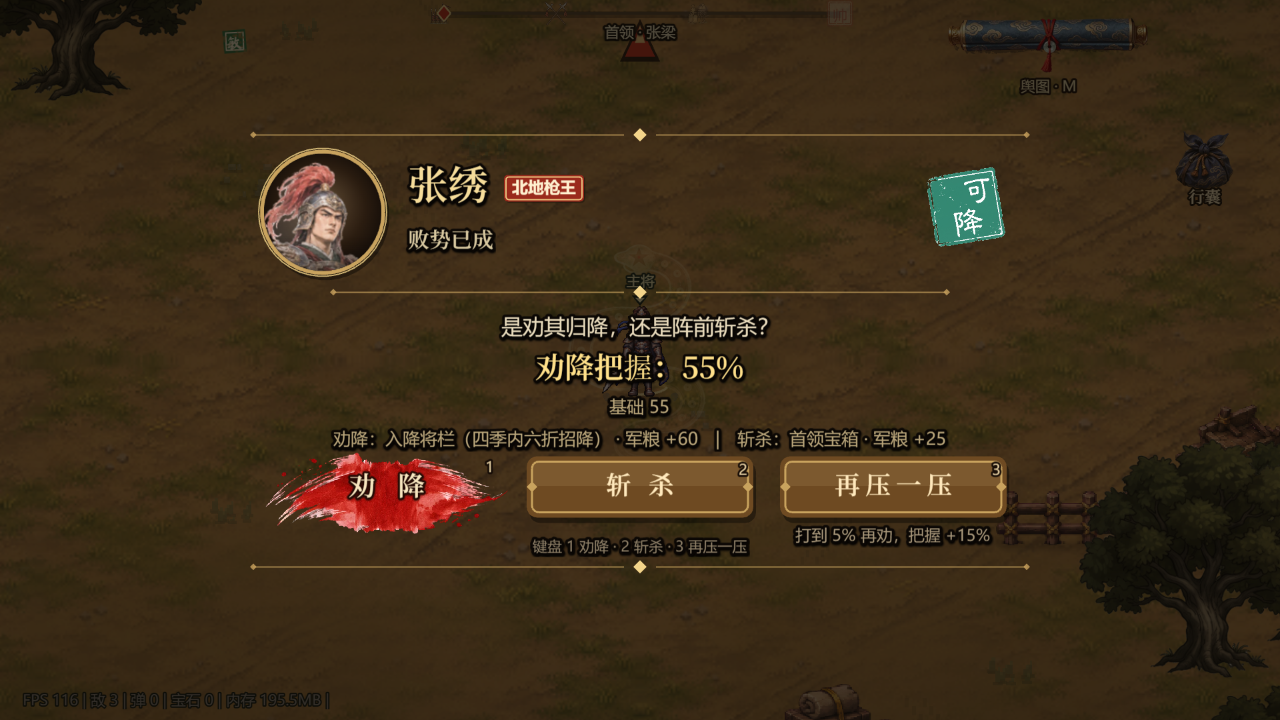 敌
首领·张梁
舆图·M
张绣
北地枪王
可降
行囊
败势已成
主将
是劝其归降，还是阵前斩杀？
劝降把握：55%
基础 55
劝降：入降将栏（四季内六折招降）·军粮 +60 ｜ 斩杀：首领宝箱·军粮 +25
劝 降 1
斩 杀 2
再压一压 3
打到 5% 再劝，把握 +15%
键盘 1 劝降·2 斩杀·3 再压一压
FPS 116 | 敌 3 | 弹 0 | 宝石 0 | 内存 195.5MB |